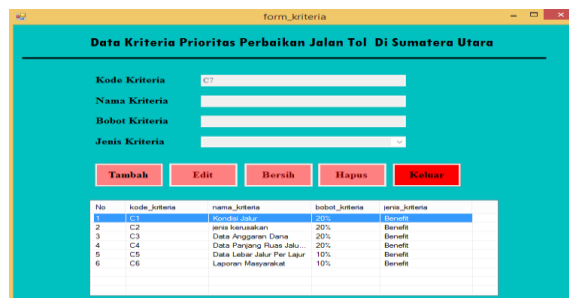 form_kriteria
Data Kriteria Prioritas Perbaikan Jalan Tol Di Sumatera Utara
Kode Kriteria C7
Nama Kriteria
Bobot Kriteria
Jenis Kriteria
Tambah Edit Bersih Hapus Keluar
No kode_kriteria nama_kriteria bobot_kriteria jenis_kriteria
1 C1 Kondisi Jalur 20% Benefit
2 C2 jenis kerusakan 20% Benefit
3 C3 Data Anggaran Dana 20% Benefit
4 C4 Data Panjang Ruas Jalu... 20% Benefit
5 C5 Data Lebar Jalur Per Lajur 10% Benefit
6 C6 Laporan Masyarakat 10% Benefit